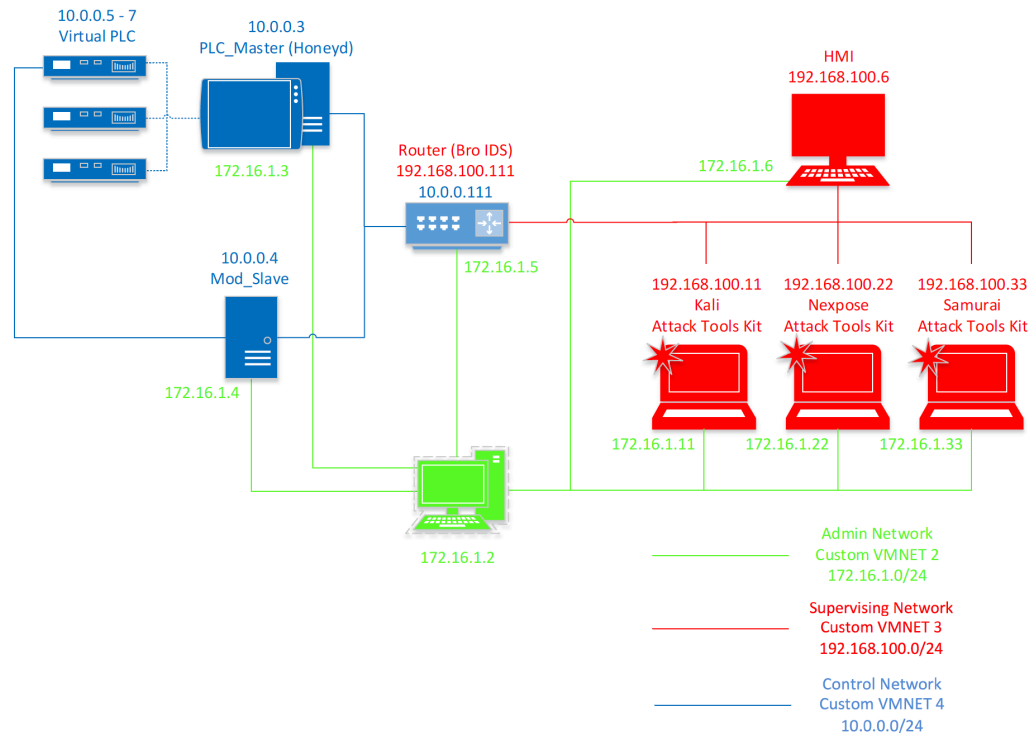 10.0.0.5 - 7
Virtual PLC
10.0.0.3
PLC_Master (Honeyd)
172.16.1.3
HMI
192.168.100.6
172.16.1.6
Router (Bro IDS)
192.168.100.111
10.0.0.111
172.16.1.5
10.0.0.4
Mod_Slave
172.16.1.4
192.168.100.11
Kali
Attack Tools Kit
192.168.100.22
Nexpose
Attack Tools Kit
192.168.100.33
Samurai
Attack Tools Kit
172.16.1.11
172.16.1.22
172.16.1.33
172.16.1.2
Admin Network
Custom VMNET 2
172.16.1.0/24
Supervising Network
Custom VMNET 3
192.168.100.0/24
Control Network
Custom VMNET 4
10.0.0.0/24